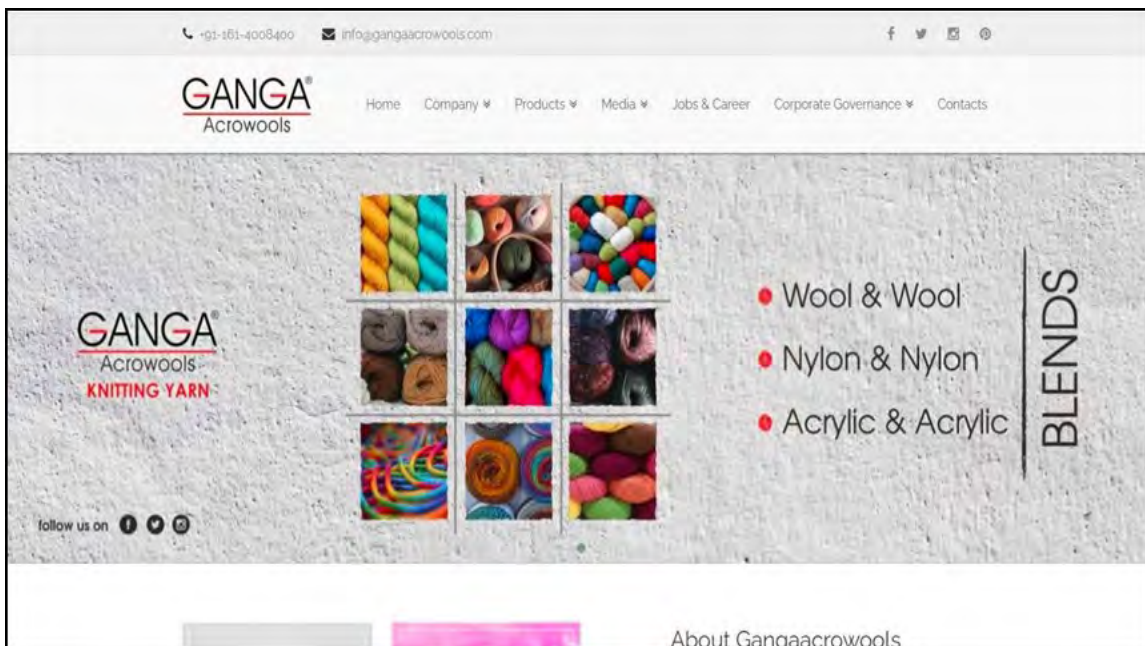 +91-161-4008400 info@gangaacrowools.com
GANGA®
Acrowools
Home Company Products Media Jobs & Career Corporate Governance Contacts
GANGA®
Acrowools
KNITTING YARN
Wool & Wool
Nylon & Nylon
Acrylic & Acrylic
BLENDS
follow us on
About Gangaacrowools